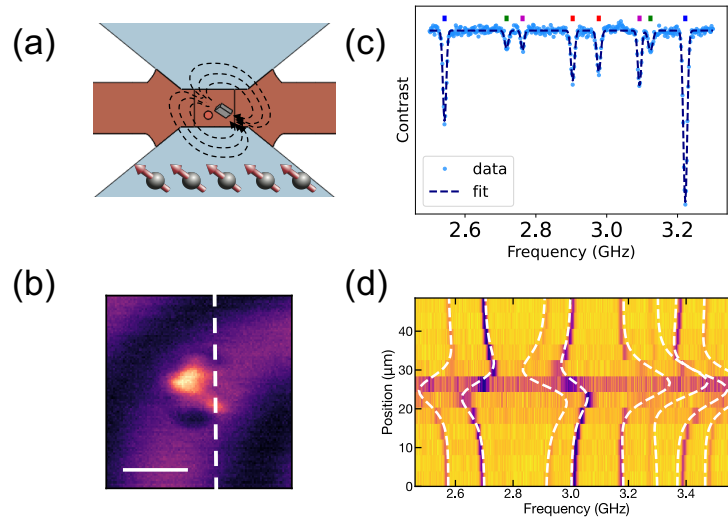 (a)
(b)
(c)
Contrast
data
fit
2.6 2.8 3.0 3.2
Frequency (GHz)
(d)
Position (µm)
40
30
20
10
0
2.6 2.8 3.0 3.2 3.4
Frequency (GHz)